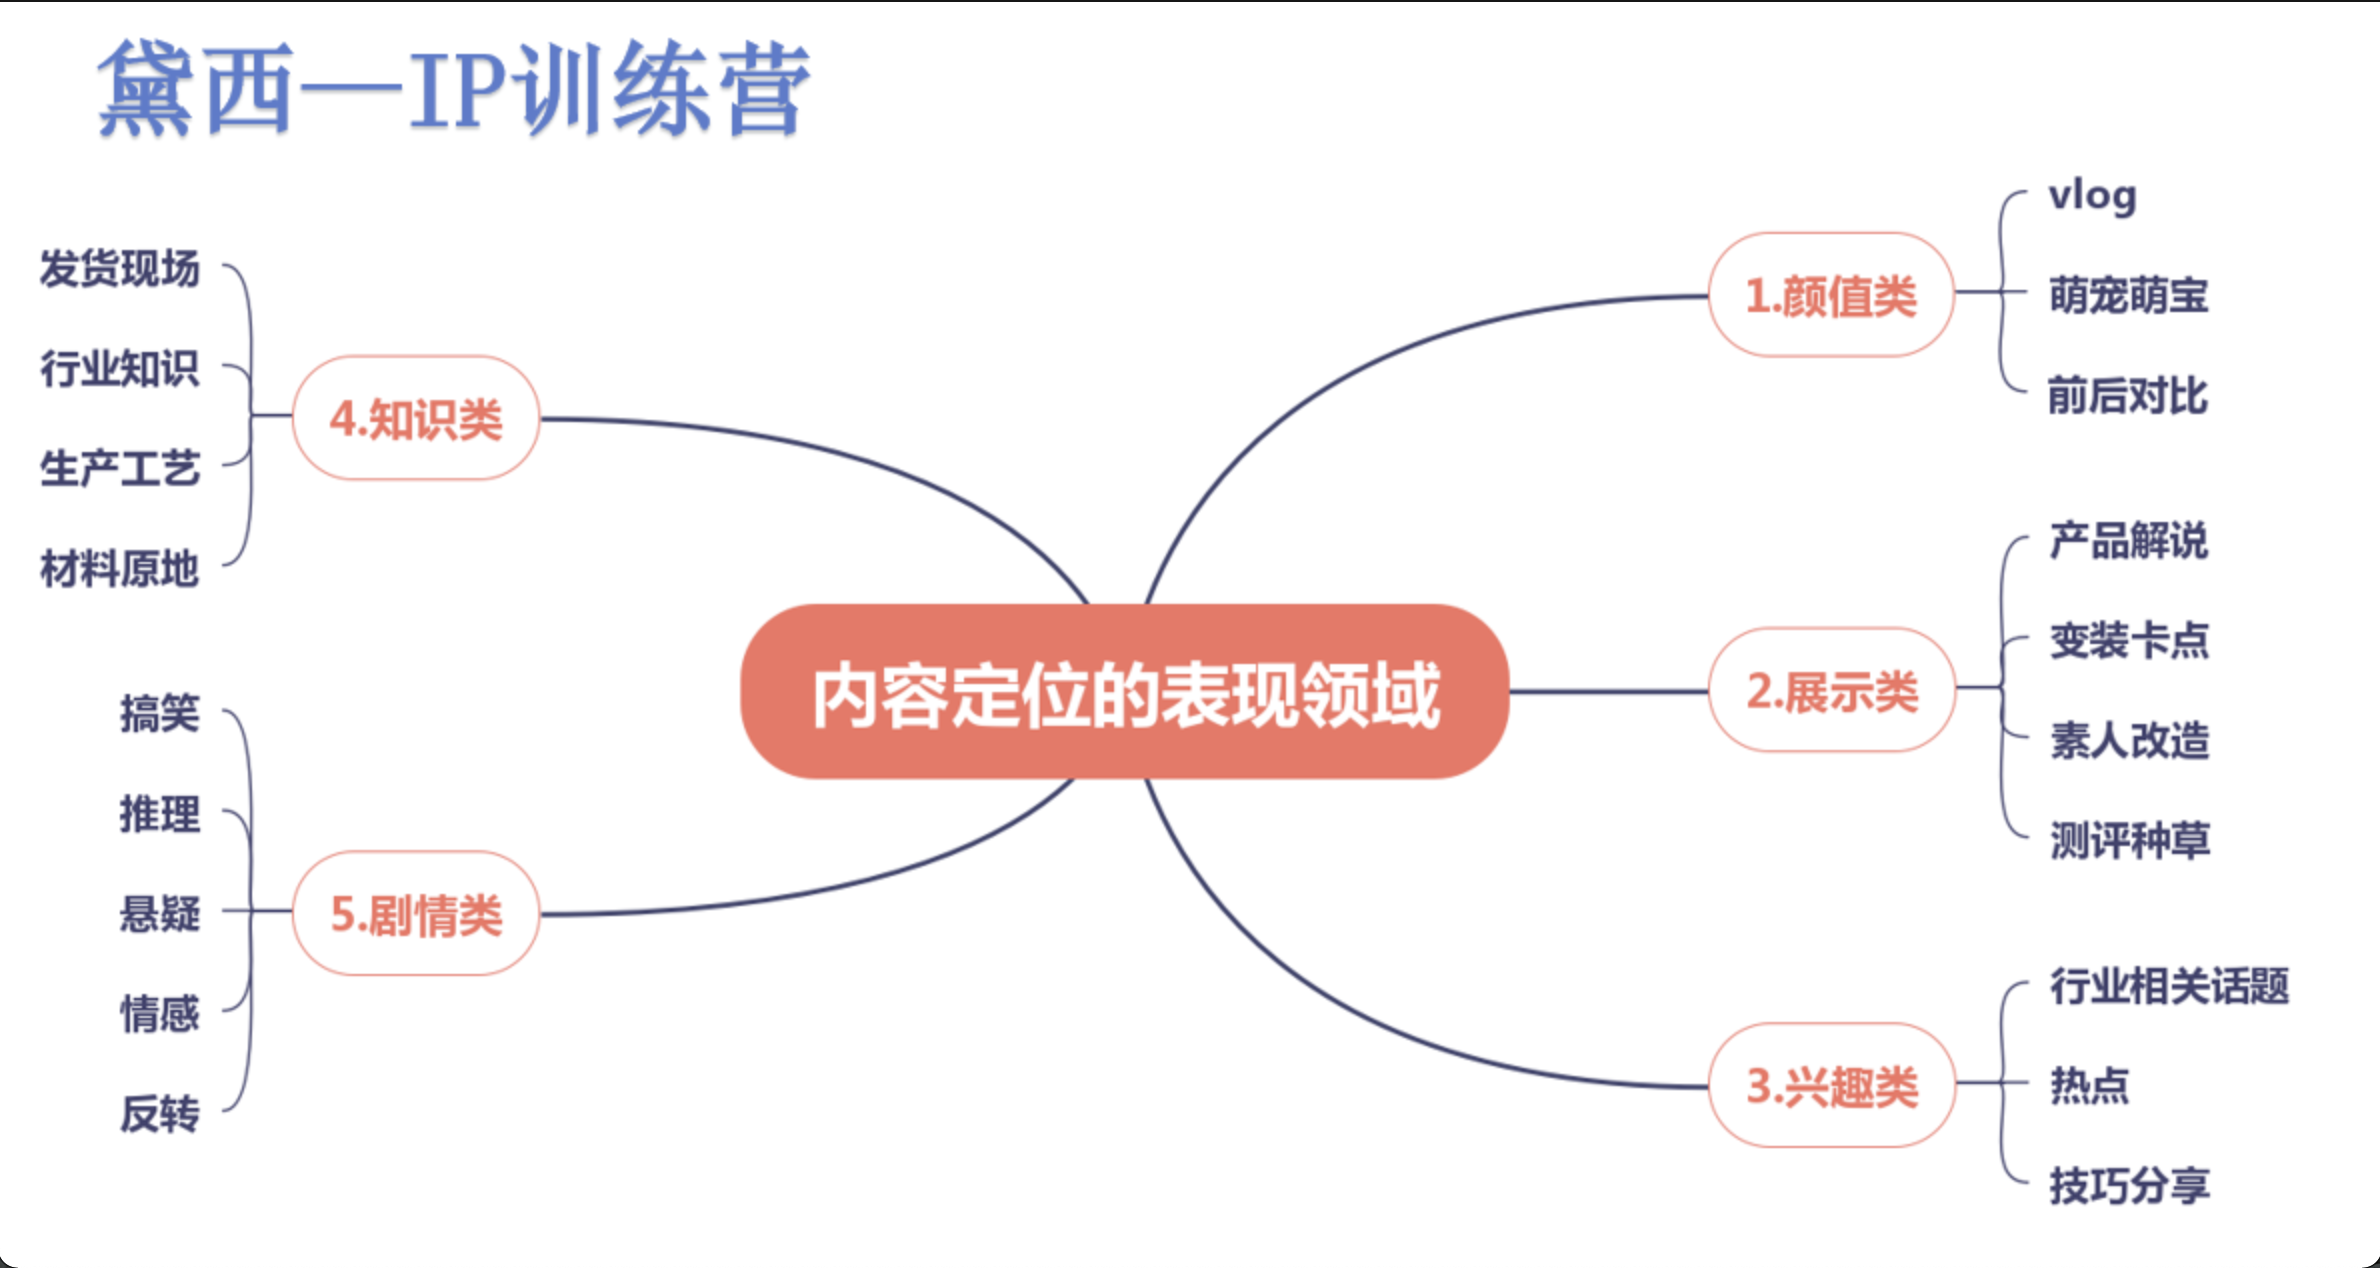 黛西—IP训练营
内容定位的表现领域
1.颜值类
vlog
萌宠萌宝
前后对比
2.展示类
产品解说
变装卡点
素人改造
测评种草
3.兴趣类
行业相关话题
热点
技巧分享
4.知识类
发货现场
行业知识
生产工艺
材料原地
5.剧情类
搞笑
推理
悬疑
情感
反转